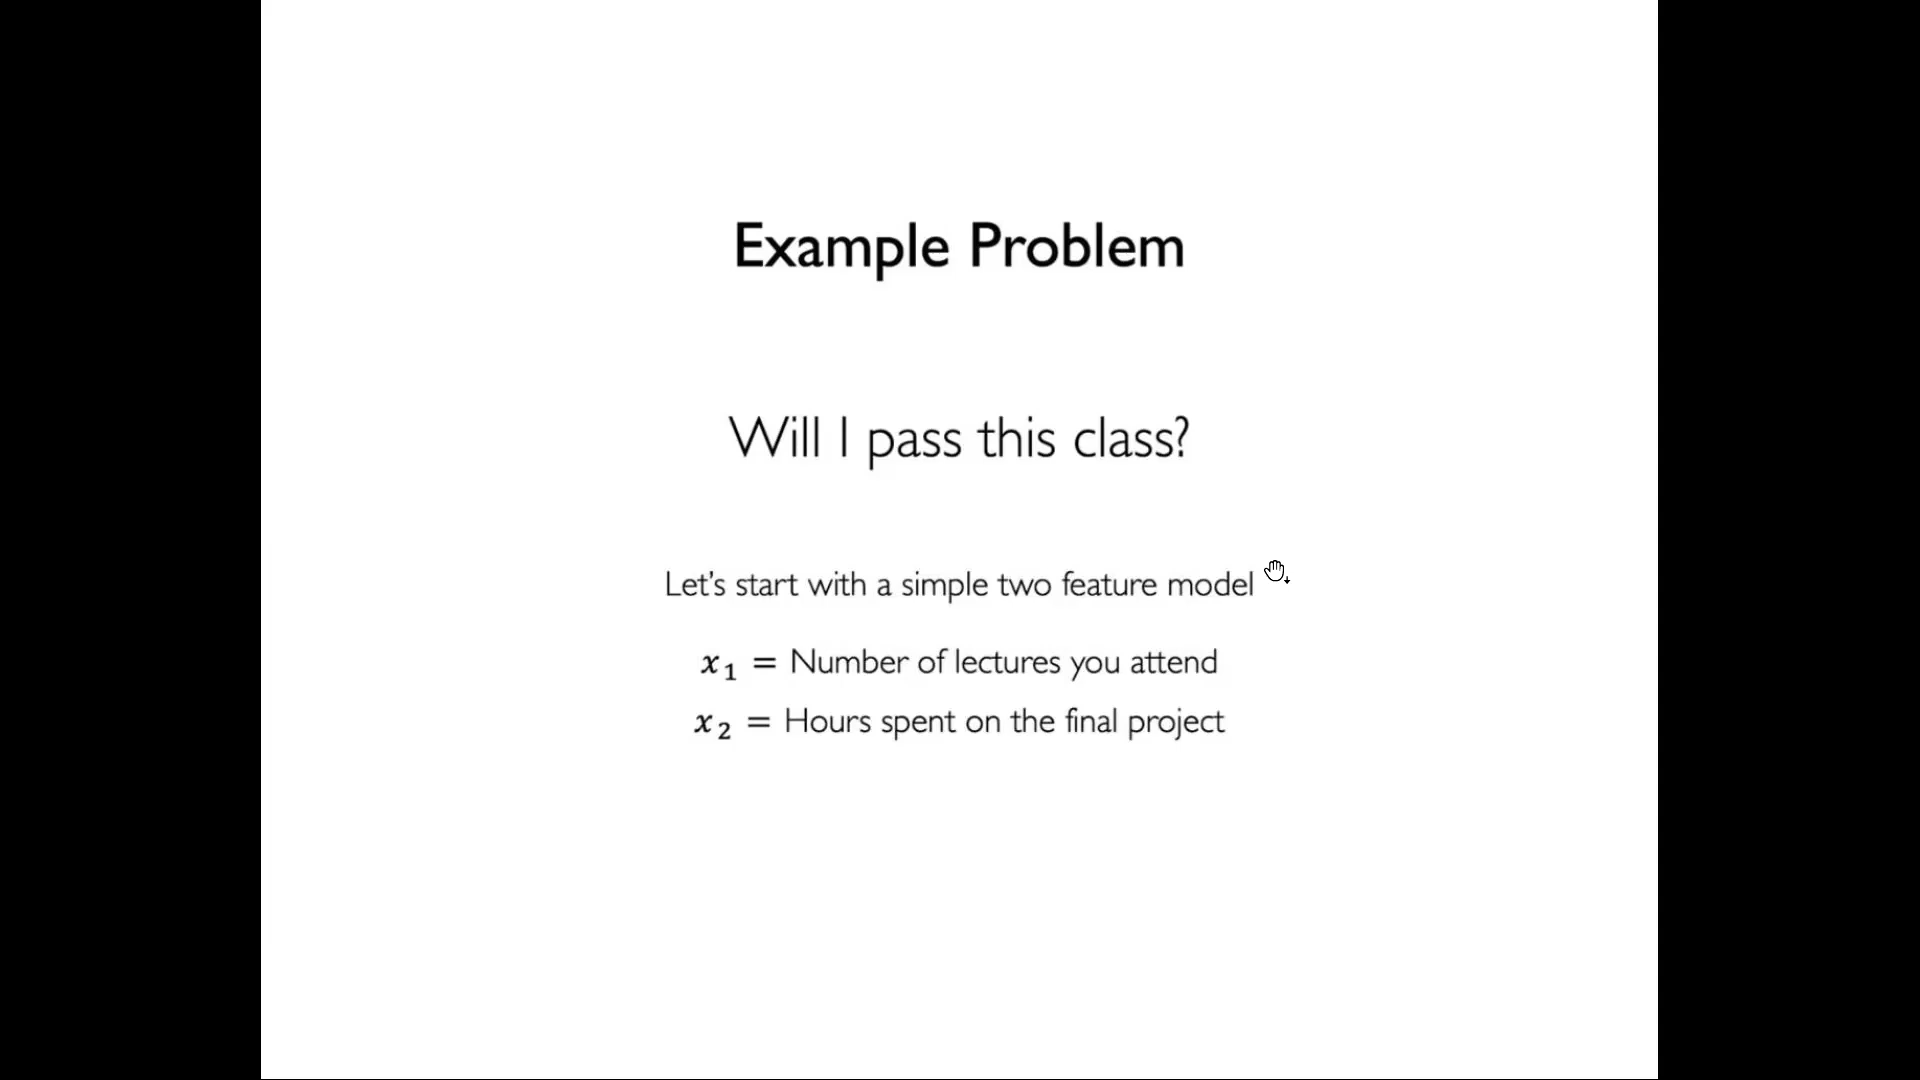 Example Problem
Will I pass this class?
Let's start with a simple two feature model
x₁ = Number of lectures you attend
x₂ = Hours spent on the final project